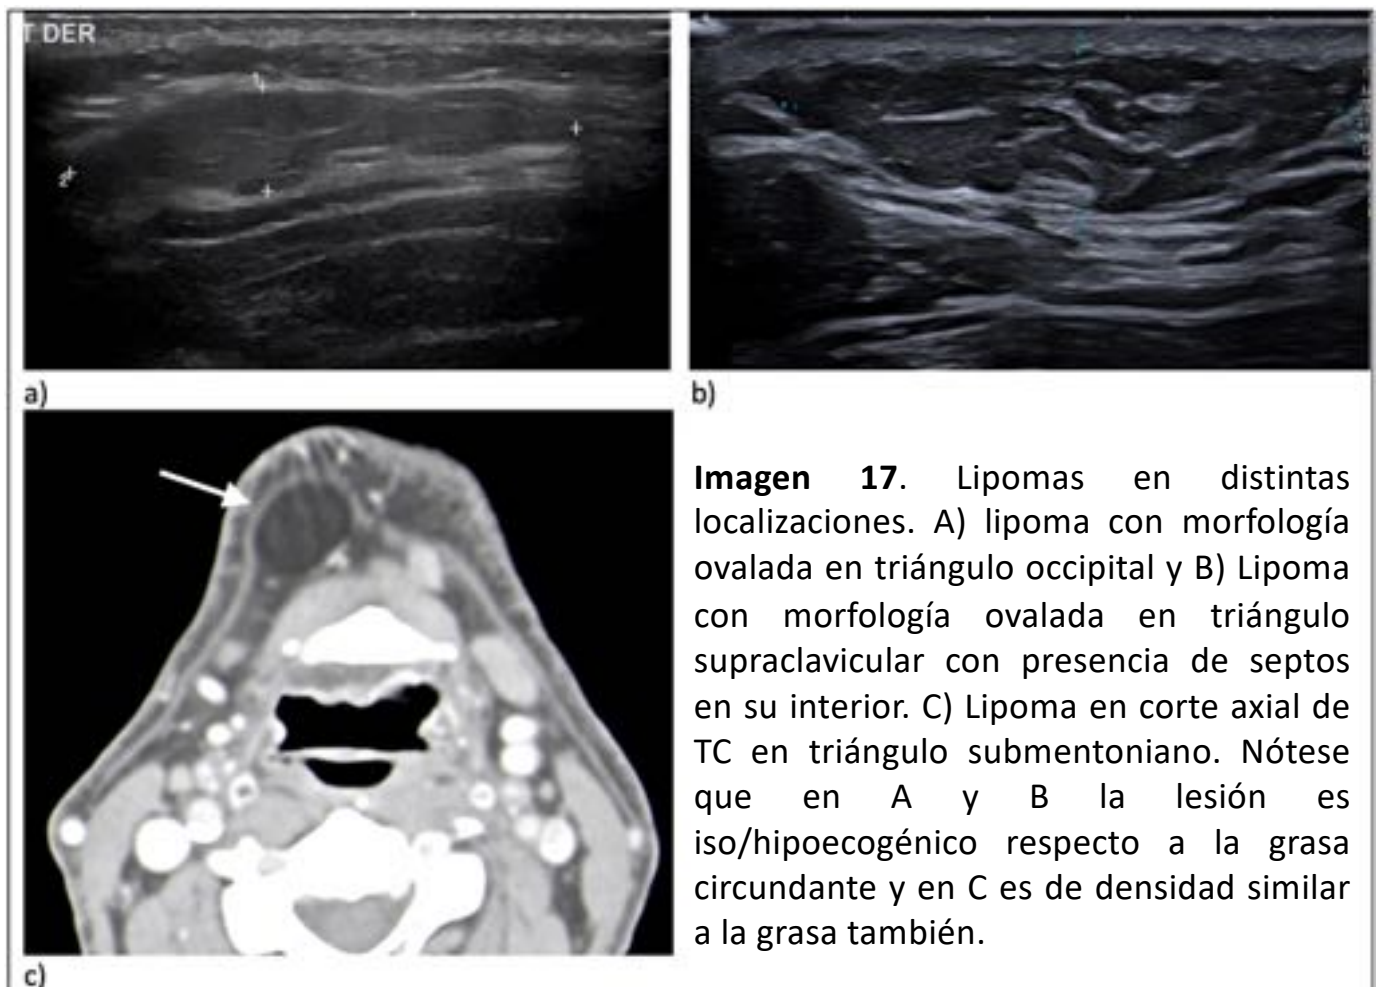 T DER
1
2
a)
b)
Imagen 17. Lipomas en distintas
localizaciones. A) lipoma con morfología
ovalada en triángulo occipital y B) Lipoma
con morfología ovalada en triángulo
supraclavicular con presencia de septos
en su interior. C) Lipoma en corte axial de
TC en triángulo submentoniano. Nótese
que en A y B la lesión es
iso/hipoecogénico respecto a la grasa
circundante y en C es de densidad similar
a la grasa también.
c)